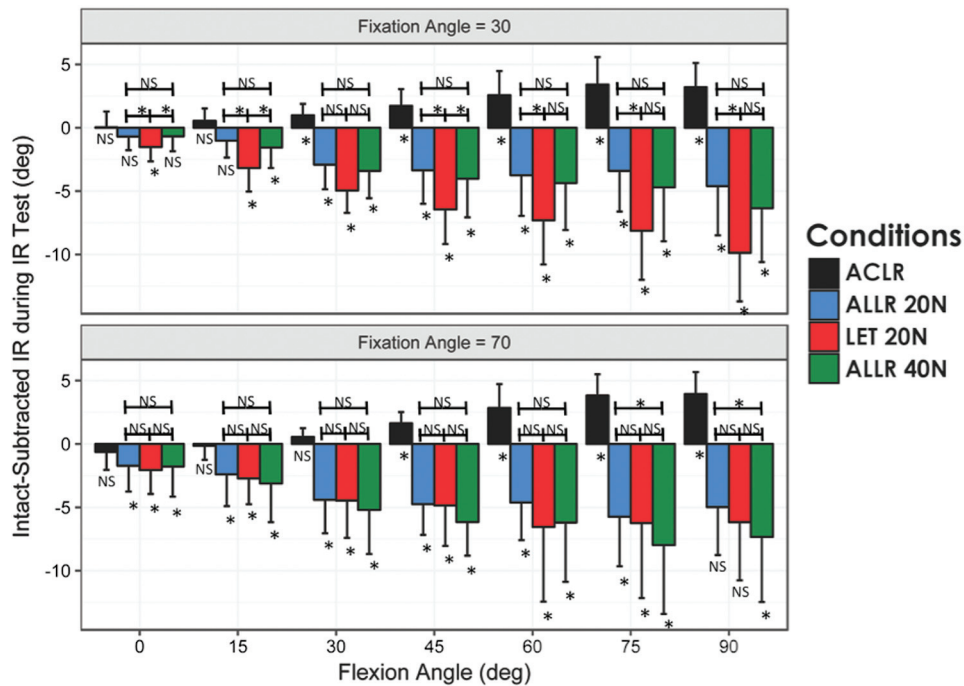 Fixation Angle = 30
Intact-Subtracted IR during IR Test (deg)
5
0
-5
-10
NS NS NS NS NS NS NS
* * * * NS NS * * * NS * NS * NS
NS NS * * * * *
NS * NS NS * * * * * * * * * * * * * * * * *
Fixation Angle = 70
5
0
-5
-10
NS NS NS NS NS * *
NS NS NS NS NS NS NS NS NS NS NS NS NS NS
NS NS NS * * * *
* * * * * * * * * * * * * * * * * * NS NS *
0 15 30 45 60 75 90
Flexion Angle (deg)
Conditions
ACLR
ALLR 20N
LET 20N
ALLR 40N